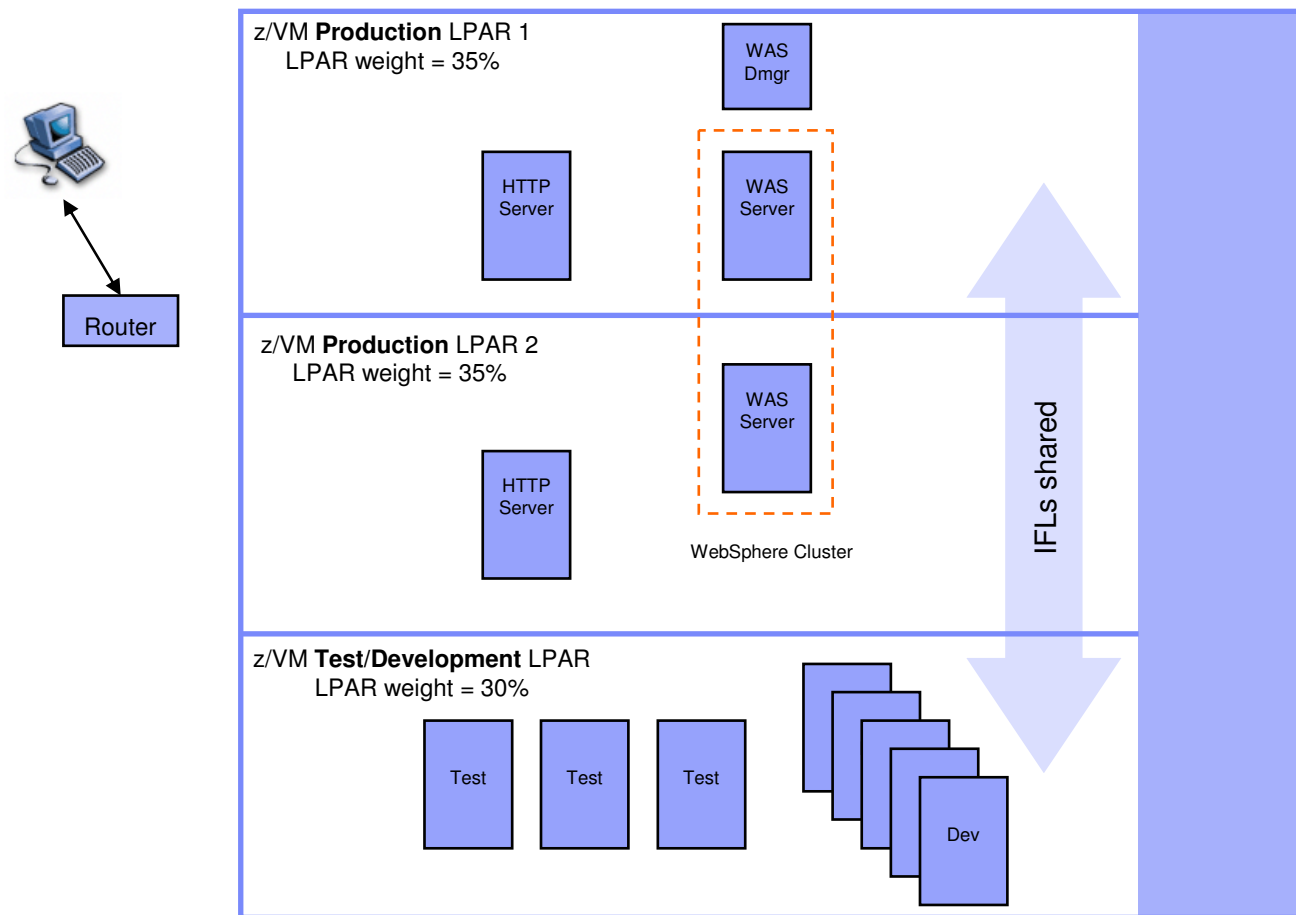 z/VM Production LPAR 1
LPAR weight = 35%
WAS
Dmgr
HTTP
Server
WAS
Server
Router
z/VM Production LPAR 2
LPAR weight = 35%
WAS
Server
HTTP
Server
WebSphere Cluster
IFLs shared
z/VM Test/Development LPAR
LPAR weight = 30%
Test
Test
Test
Dev